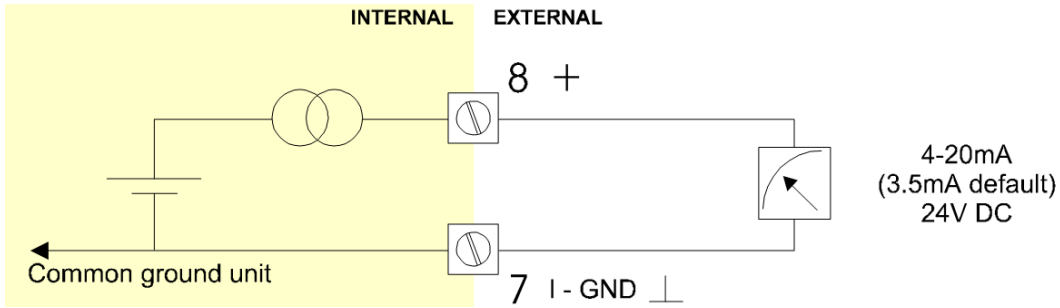 INTERNAL EXTERNAL
8 +
4-20mA
(3.5mA default)
24V DC
Common ground unit
7 I - GND